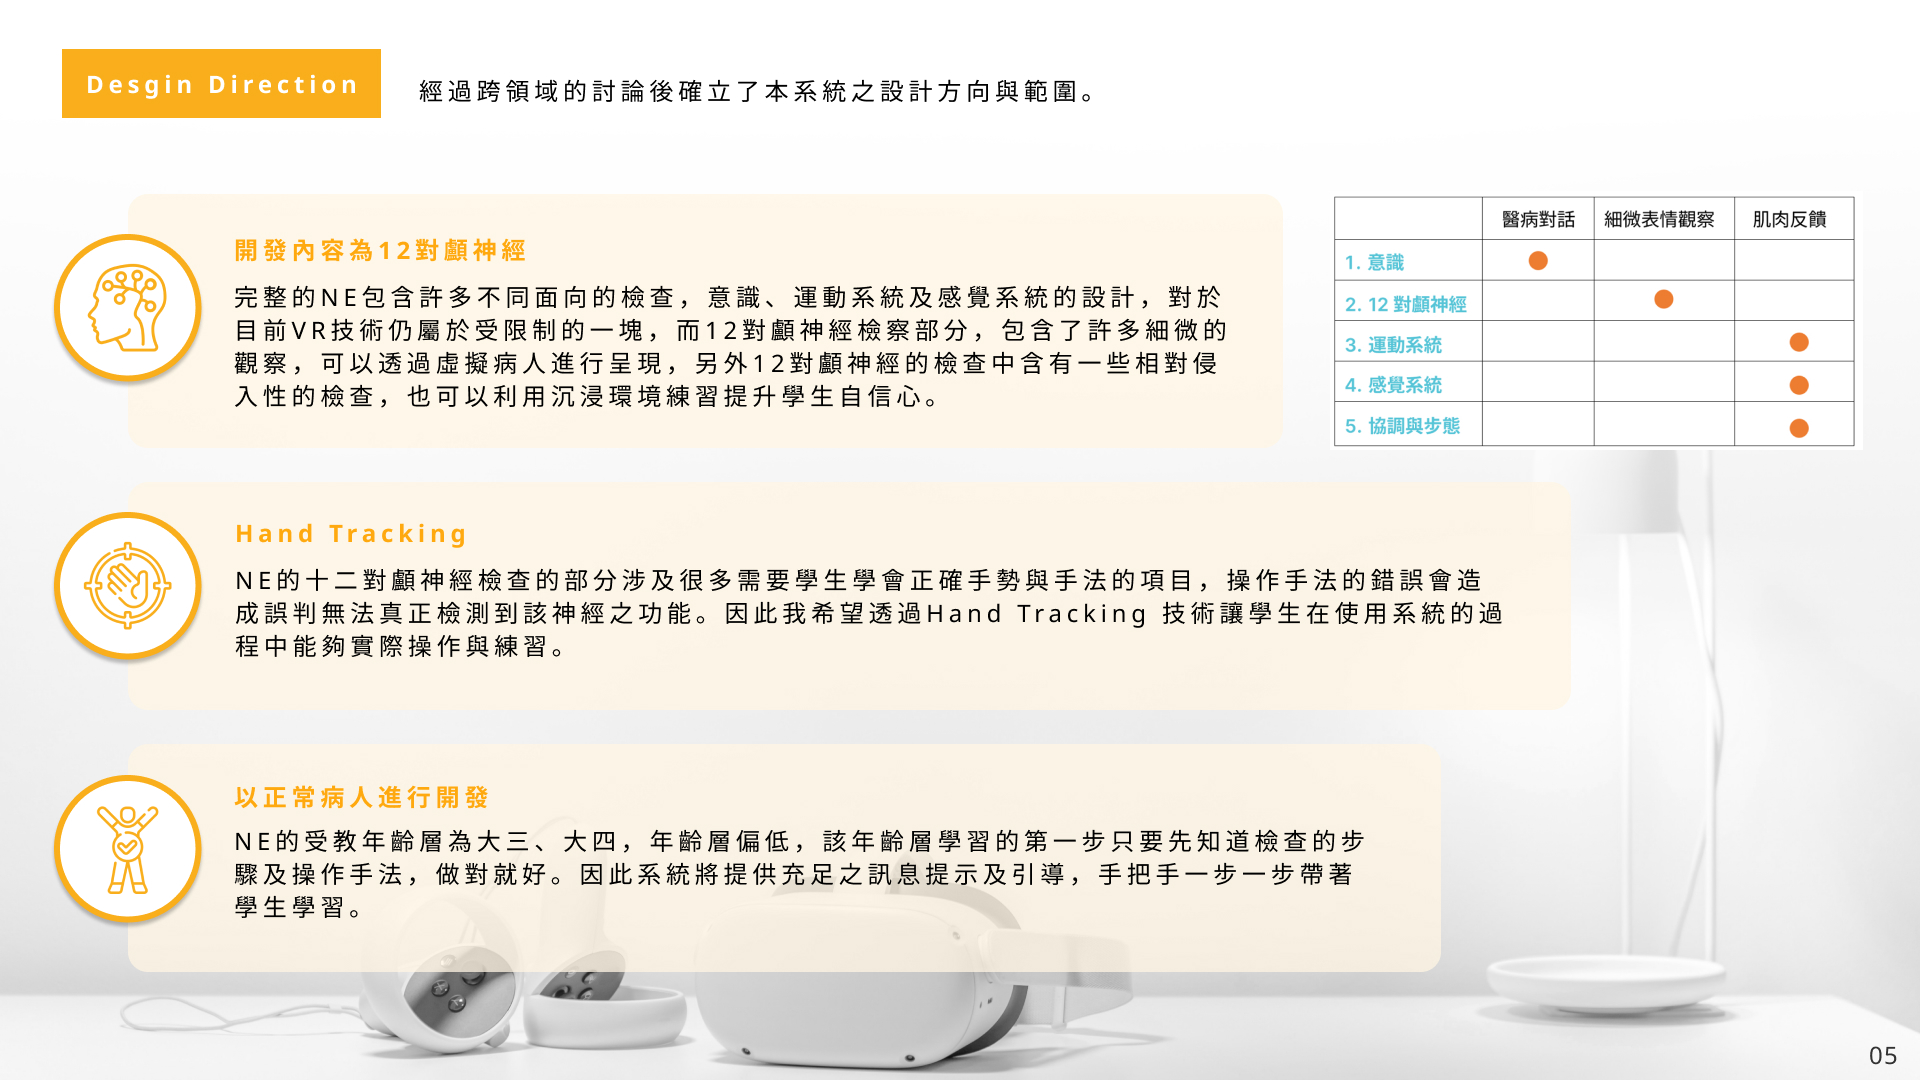 Desgin Direction
經過跨領域的討論後確立了本系統之設計方向與範圍。
開發內容為12對顱神經
完整的NE包含許多不同面向的檢查，意識、運動系統及感覺系統的設計，對於
目前VR技術仍屬於受限制的一塊，而12對顱神經檢察部分，包含了許多細微的
觀察，可以透過虛擬病人進行呈現，另外12對顱神經的檢查中含有一些相對侵
入性的檢查，也可以利用沉浸環境練習提升學生自信心。
醫病對話 細微表情觀察 肌肉反饋
1. 意識
2. 12 對顱神經
3. 運動系統
4. 感覺系統
5. 協調與步態
Hand Tracking
NE的十二對顱神經檢查的部分涉及很多需要學生學會正確手勢與手法的項目，操作手法的錯誤會造
成誤判無法真正檢測到該神經之功能。因此我希望透過Hand Tracking 技術讓學生在使用系統的過
程中能夠實際操作與練習。
以正常病人進行開發
NE的受教年齡層為大三、大四，年齡層偏低，該年齡層學習的第一步只要先知道檢查的步
驟及操作手法，做對就好。因此系統將提供充足之訊息提示及引導，手把手一步一步帶著
學生學習。
05